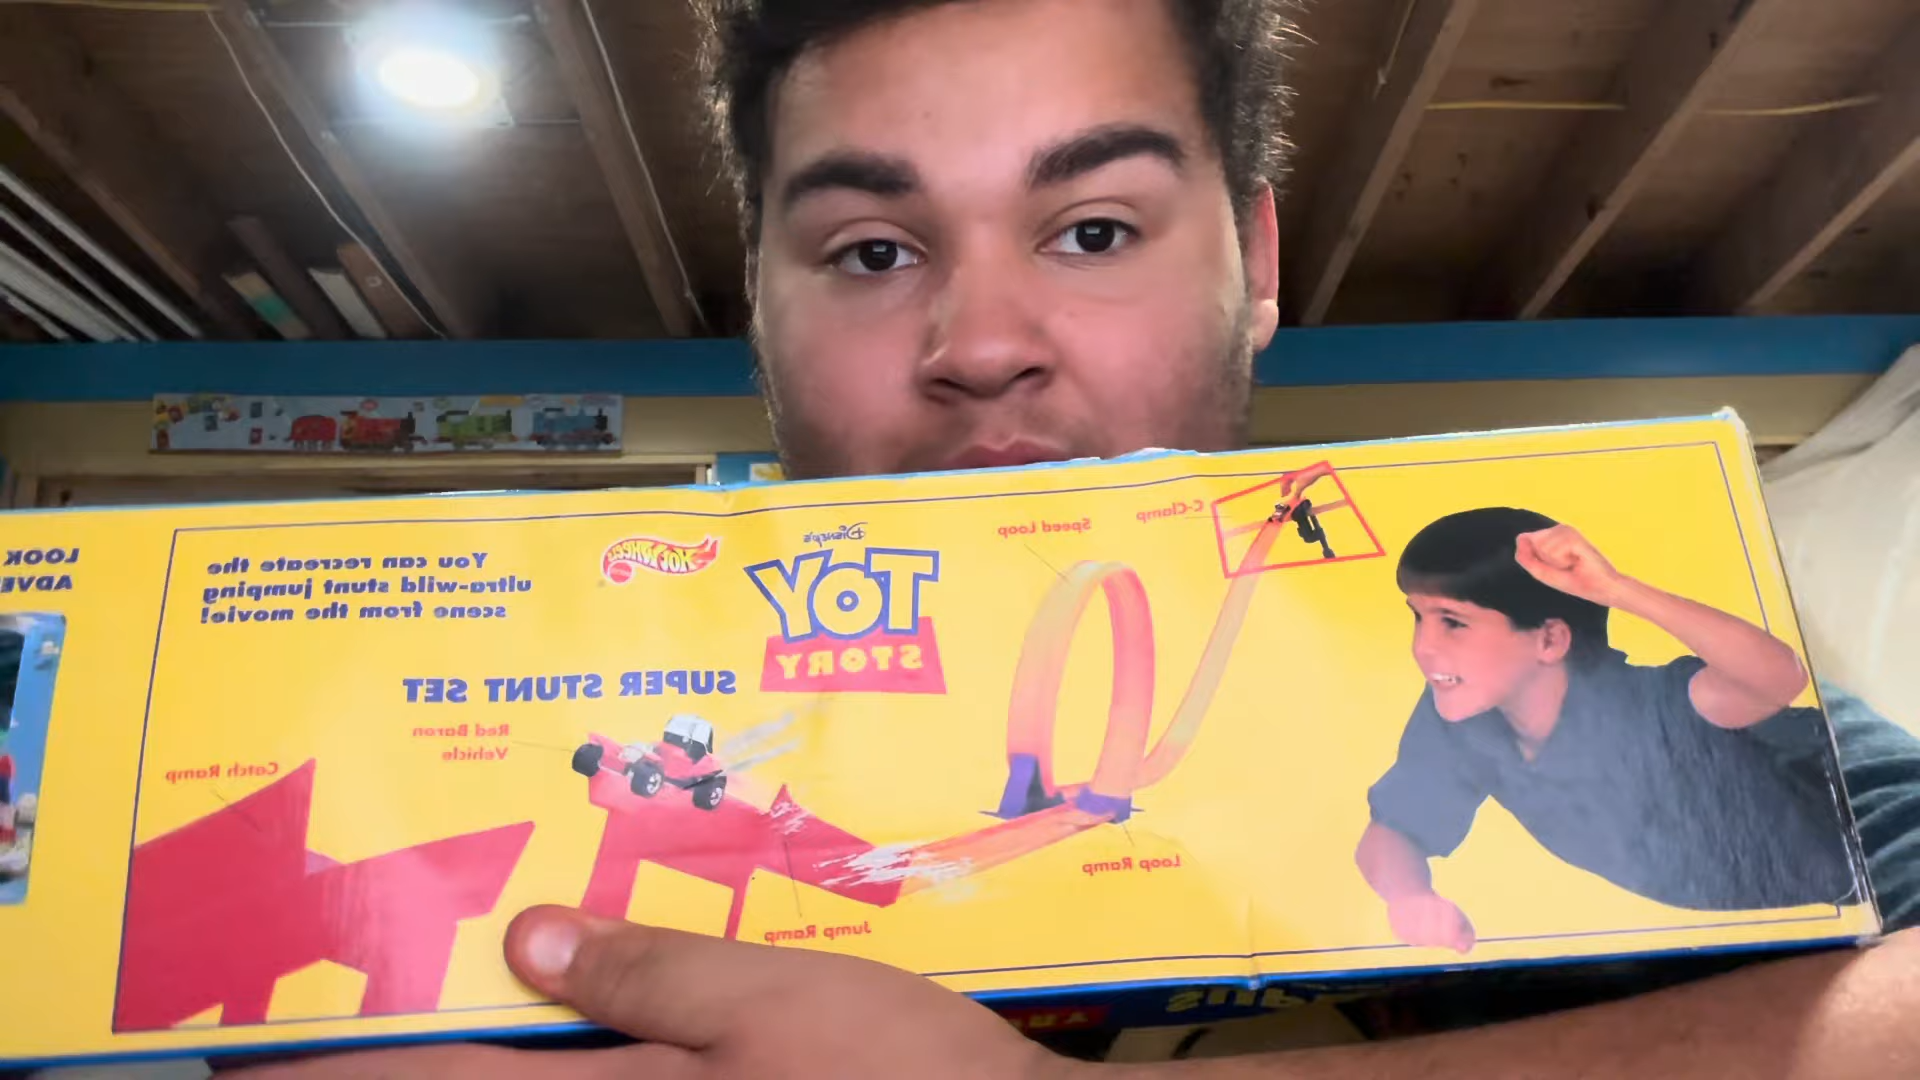 LOOK
ADVE
You can recreate the
ultra-wild stunt jumping
scene from the movie!
HOT WHEELS
DISNEY'S
TOY
STORY
SUPER STUNT SET
Speed Loop
C-Clamp
Red Baron
Vehicle
Catch Ramp
Loop Ramp
Jump Ramp